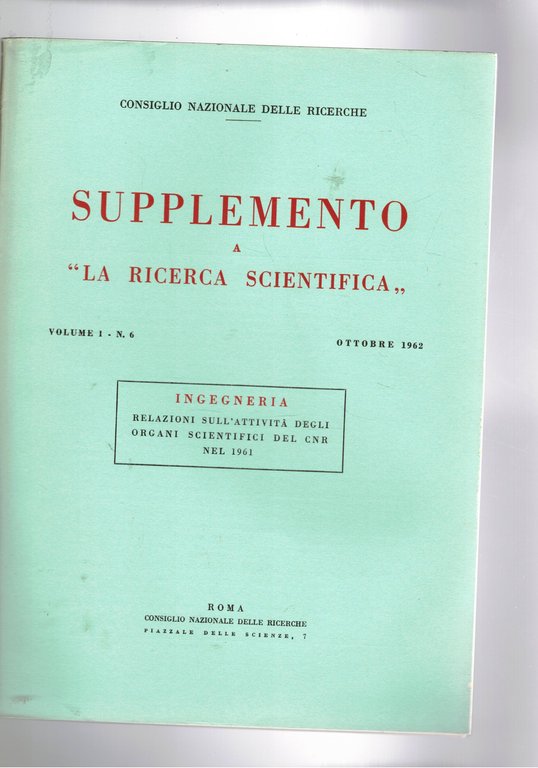 CONSIGLIO NAZIONALE DELLE RICERCHE
SUPPLEMENTO
A
“LA RICERCA SCIENTIFICA„
VOLUME I - N. 6
OTTOBRE 1962
INGEGNERIA
RELAZIONI SULL'ATTIVITÀ DEGLI
ORGANI SCIENTIFICI DEL CNR
NEL 1961
ROMA
CONSIGLIO NAZIONALE DELLE RICERCHE
PIAZZALE DELLE SCIENZE, 7